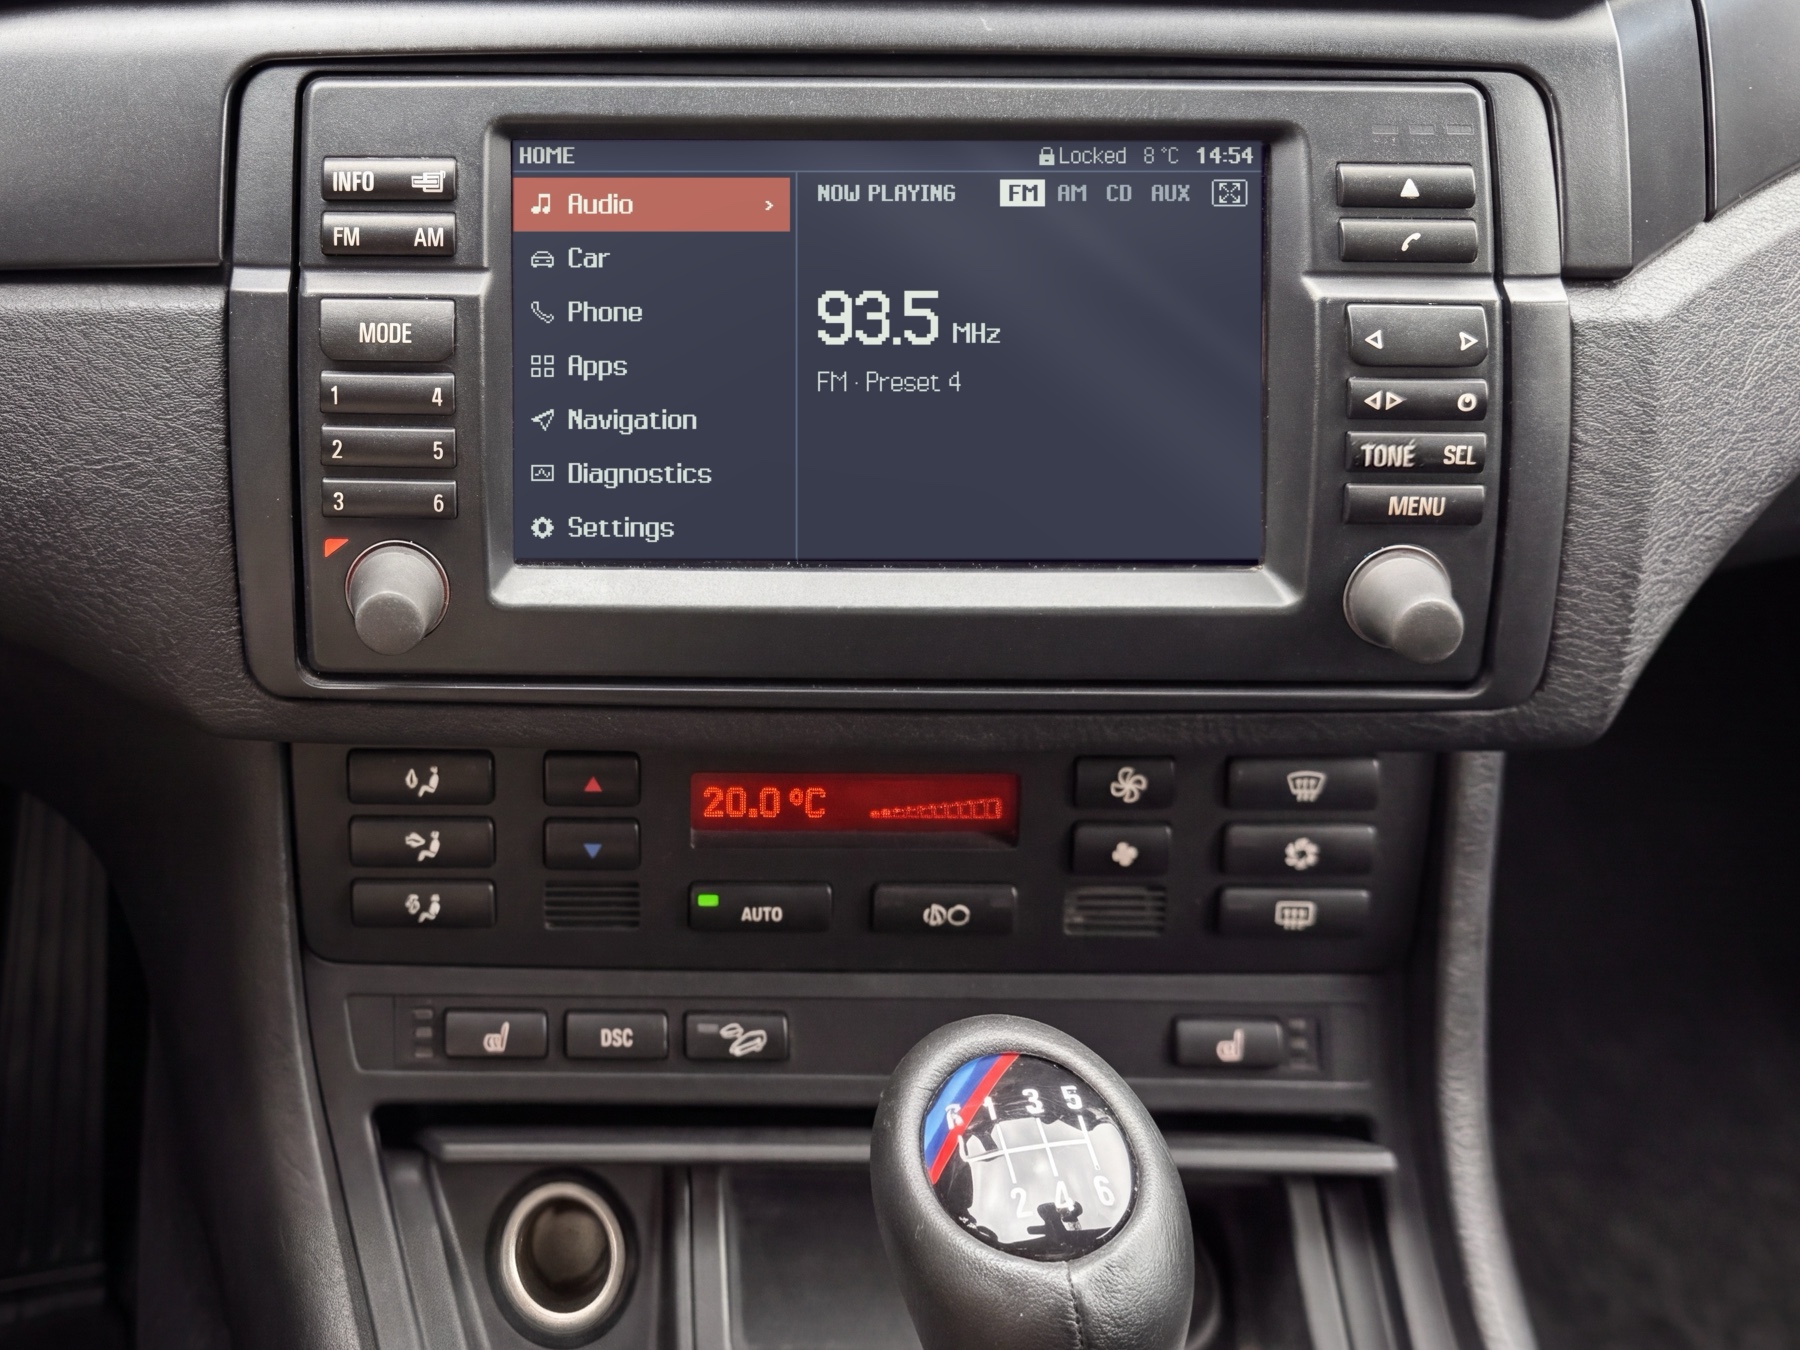 HOME Locked 8 °C 14:54
INFO
FM AM
MODE
1 4
2 5
3 6
Audio
Car
Phone
Apps
Navigation
Diagnostics
Settings
NOW PLAYING FM AM CD AUX
93.5 MHz
FM · Preset 4
TONE SEL
MENU
20.0 °C
AUTO
DSC
R 1 3 5
2 4 6